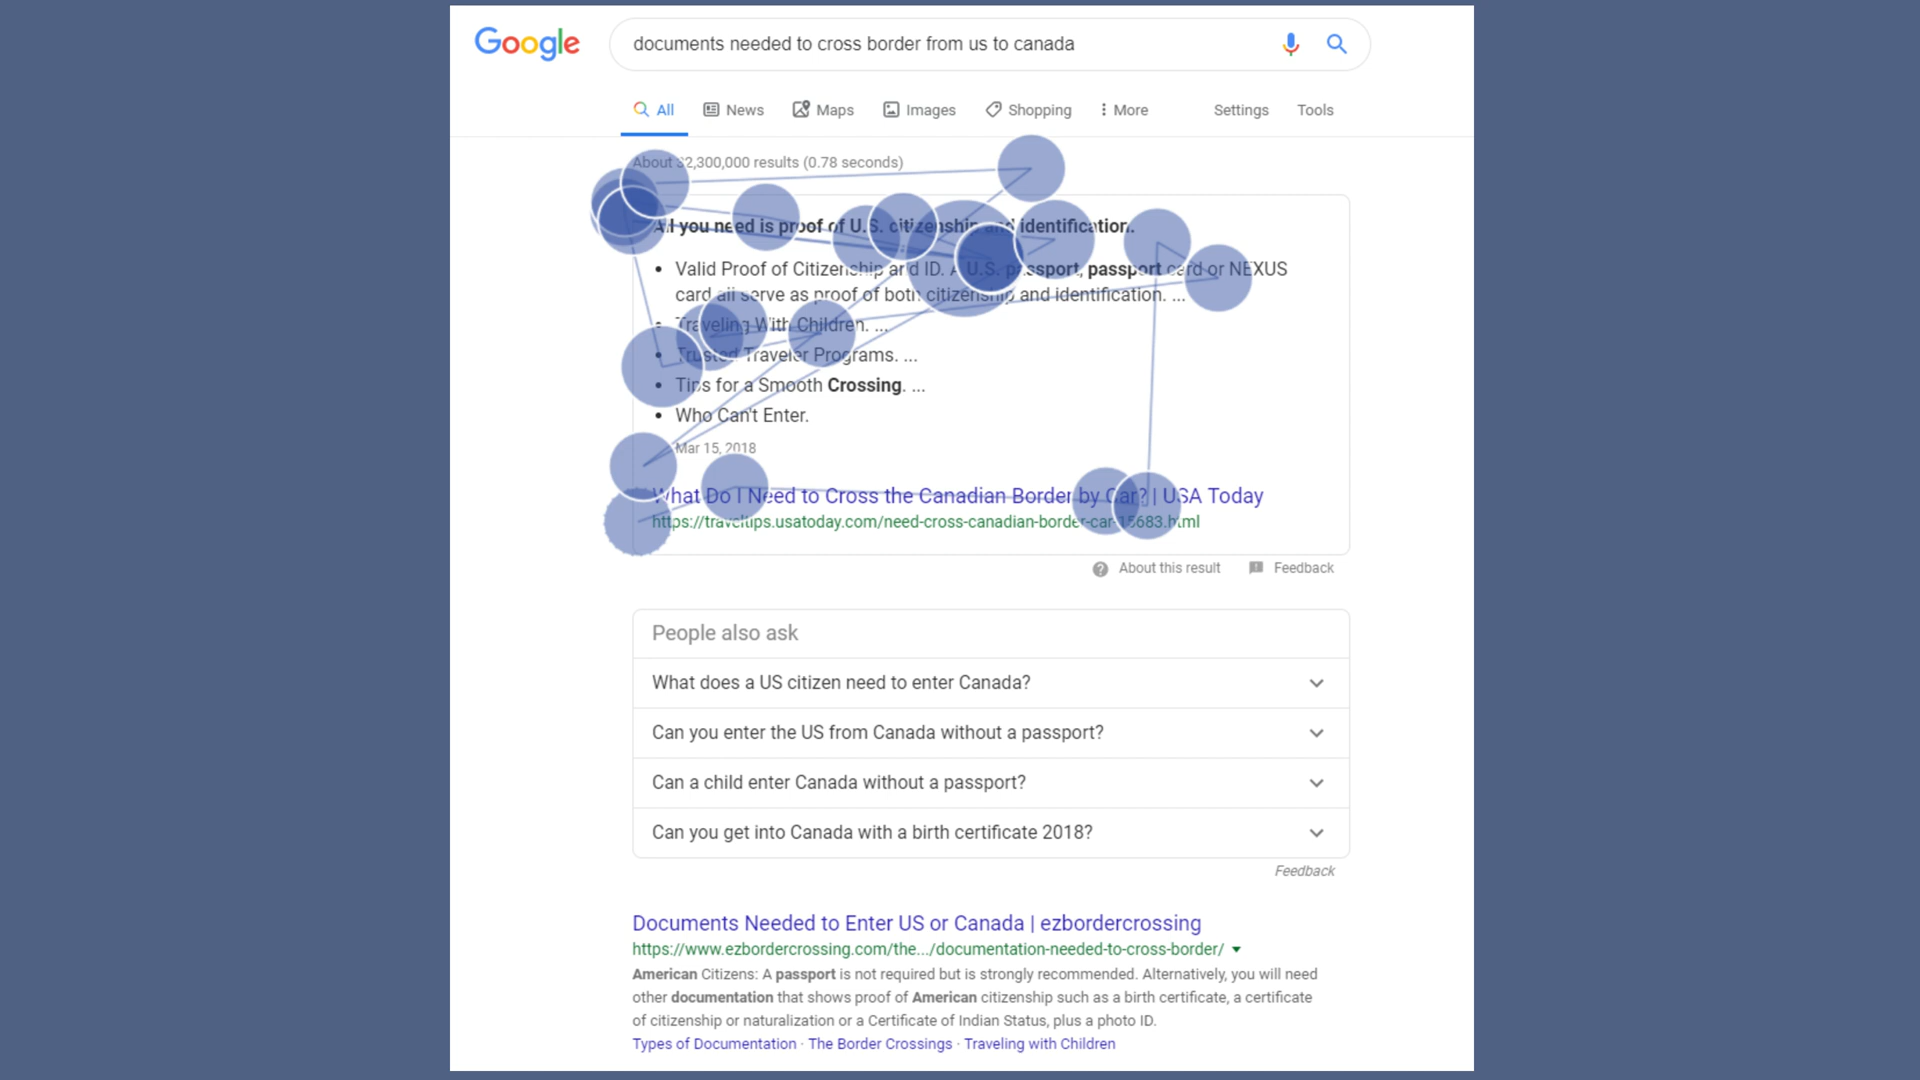 Google
documents needed to cross border from us to canada
All News Maps Images Shopping More Settings Tools
About 32,300,000 results (0.78 seconds)
All you need is proof of U.S. citizenship and identification.
• Valid Proof of Citizenship and ID. A U.S. passport, passport card or NEXUS
card all serve as proof of both citizenship and identification. ...
• Traveling With Children. ...
• Trusted Traveler Programs. ...
• Tips for a Smooth Crossing. ...
• Who Can't Enter.
Mar 15, 2018
What Do I Need to Cross the Canadian Border by Car? | USA Today
https://traveltips.usatoday.com/need-cross-canadian-border-car-15683.html
About this result Feedback
People also ask
What does a US citizen need to enter Canada?
Can you enter the US from Canada without a passport?
Can a child enter Canada without a passport?
Can you get into Canada with a birth certificate 2018?
Feedback
Documents Needed to Enter US or Canada | ezbordercrossing
https://www.ezbordercrossing.com/the.../documentation-needed-to-cross-border/
American Citizens: A passport is not required but is strongly recommended. Alternatively, you will need
other documentation that shows proof of American citizenship such as a birth certificate, a certificate
of citizenship or naturalization or a Certificate of Indian Status, plus a photo ID.
Types of Documentation · The Border Crossings · Traveling with Children